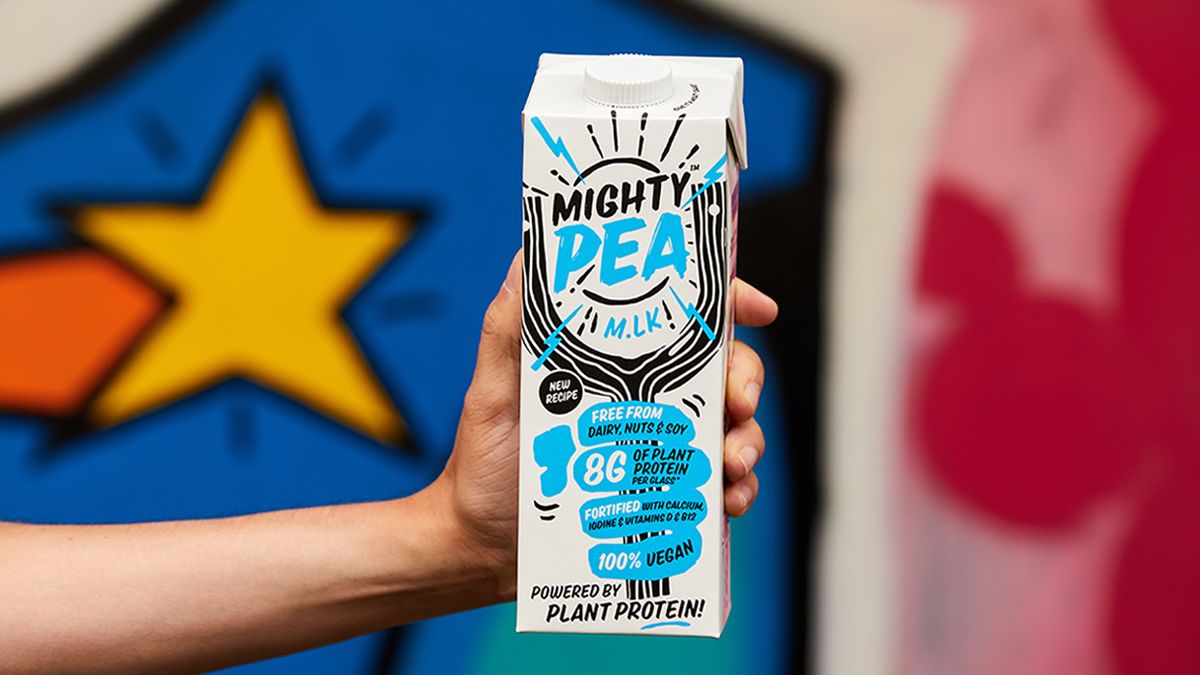 MIGHTY™
PEA
M.LK
NEW
RECIPE
FREE FROM
DAIRY, NUTS & SOY
8G OF PLANT
PROTEIN
PER GLASS*
FORTIFIED WITH CALCIUM,
IODINE & VITAMINS D & B12
100% VEGAN
POWERED BY
PLANT PROTEIN!